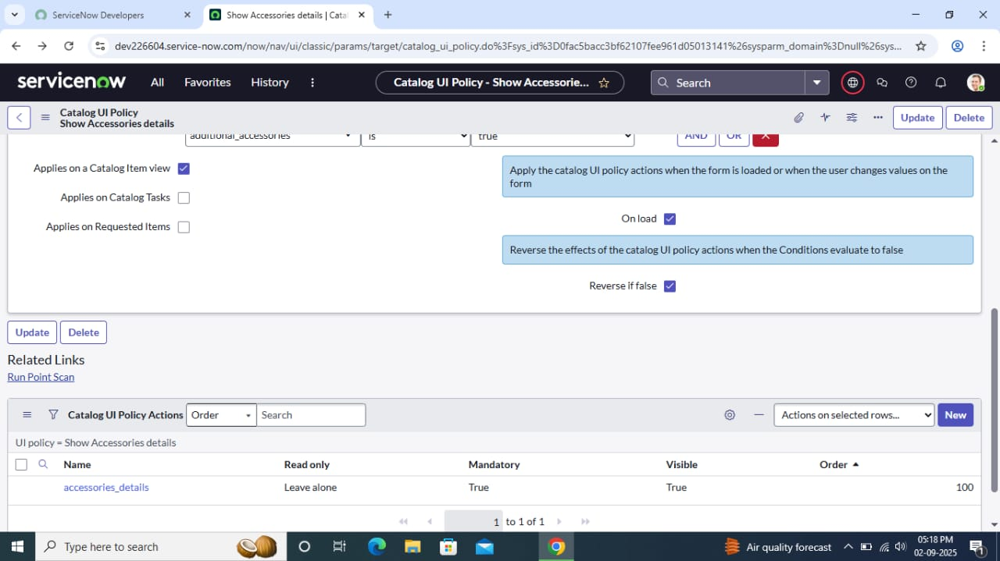 ServiceNow Developers
Show Accessories details | Cata
dev226604.service-now.com/now/nav/ui/classic/params/target/catalog_ui_policy.do%3Fsys_id%3D0fac5bacc3bf62107fee961d05013141%26sysparm_domain%3Dnull%26sys...
servicenow All Favorites History Catalog UI Policy - Show Accessorie... Search
Catalog UI Policy
Show Accessories details
Update Delete
additional_accessories is true AND OR
Applies on a Catalog Item view
Apply the catalog UI policy actions when the form is loaded or when the user changes values on the
form
Applies on Catalog Tasks
On load
Applies on Requested Items
Reverse the effects of the catalog UI policy actions when the Conditions evaluate to false
Reverse if false
Update Delete
Related Links
Run Point Scan
Catalog UI Policy Actions Order Search Actions on selected rows... New
UI policy = Show Accessories details
Name Read only Mandatory Visible Order
accessories_details Leave alone True True 100
1 to 1 of 1
Type here to search
Air quality forecast
05:18 PM
02-09-2025
1